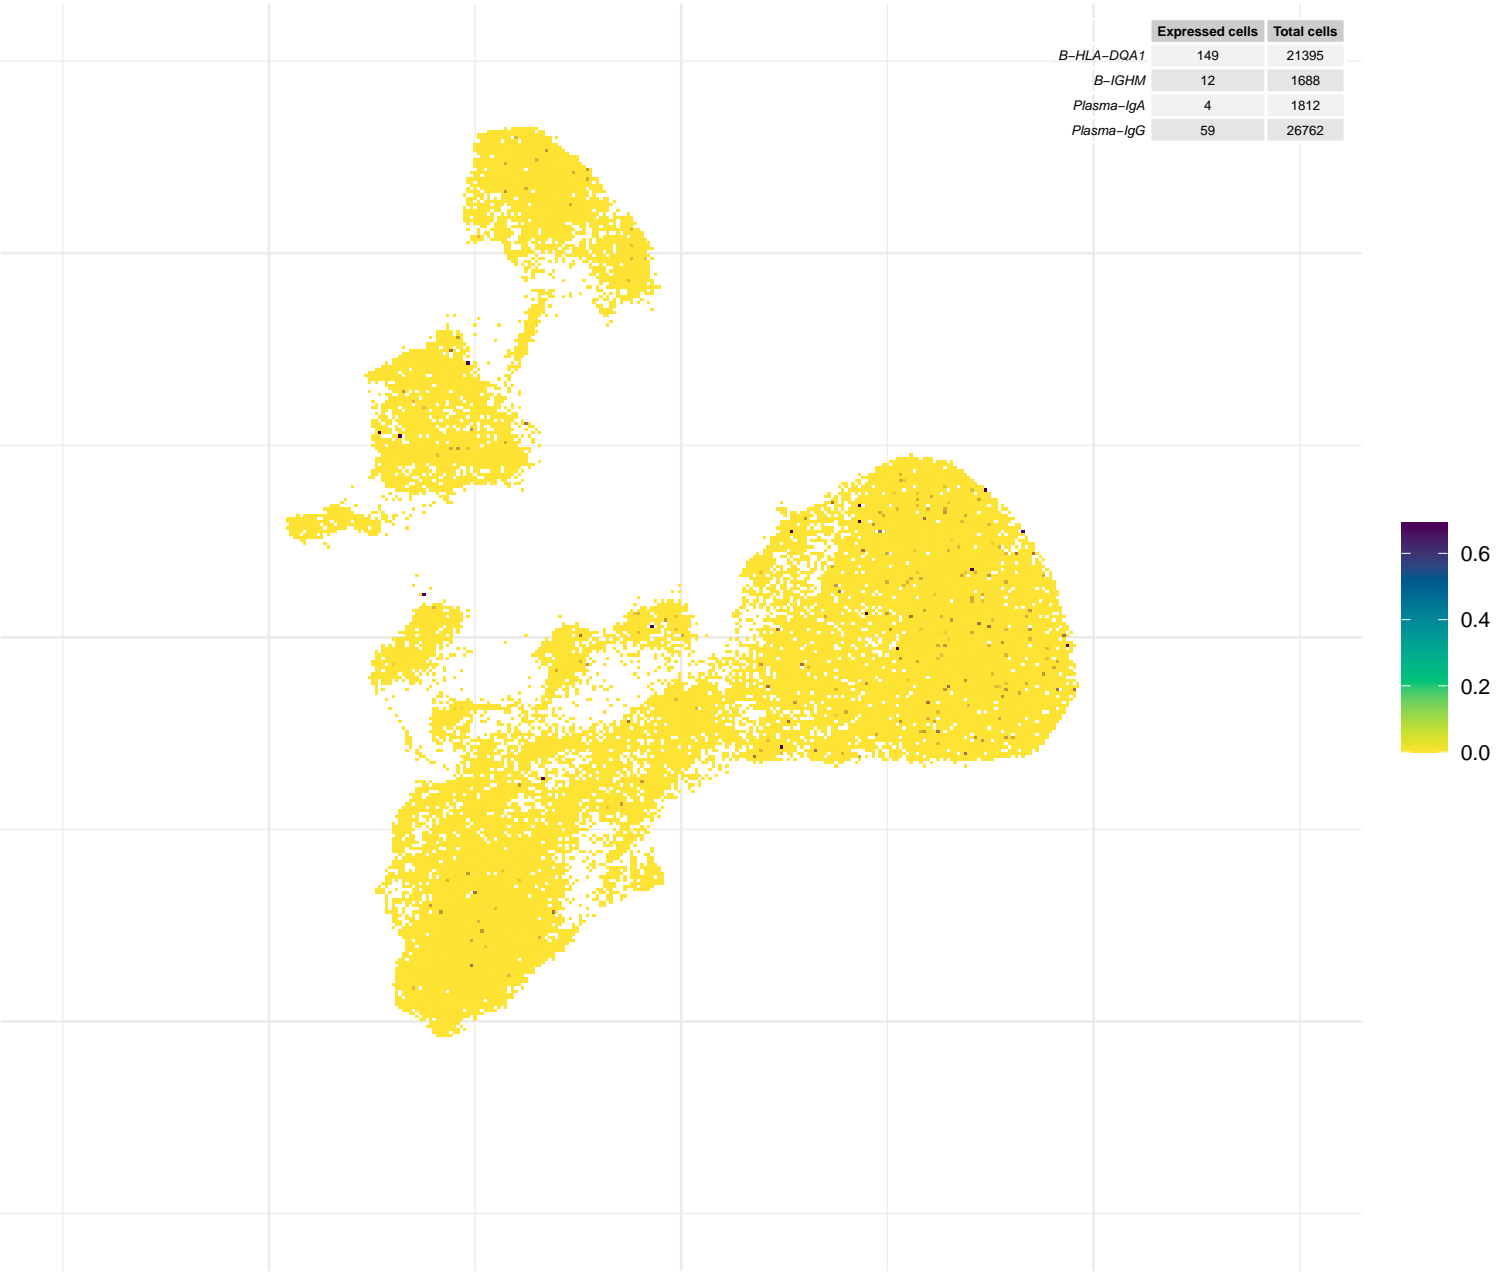 Expressed cells Total cells
B−HLA−DQA1 149 21395
B−IGHM 12 1688
Plasma−IgA 4 1812
Plasma−IgG 59 26762
0.6
0.4
0.2
0.0